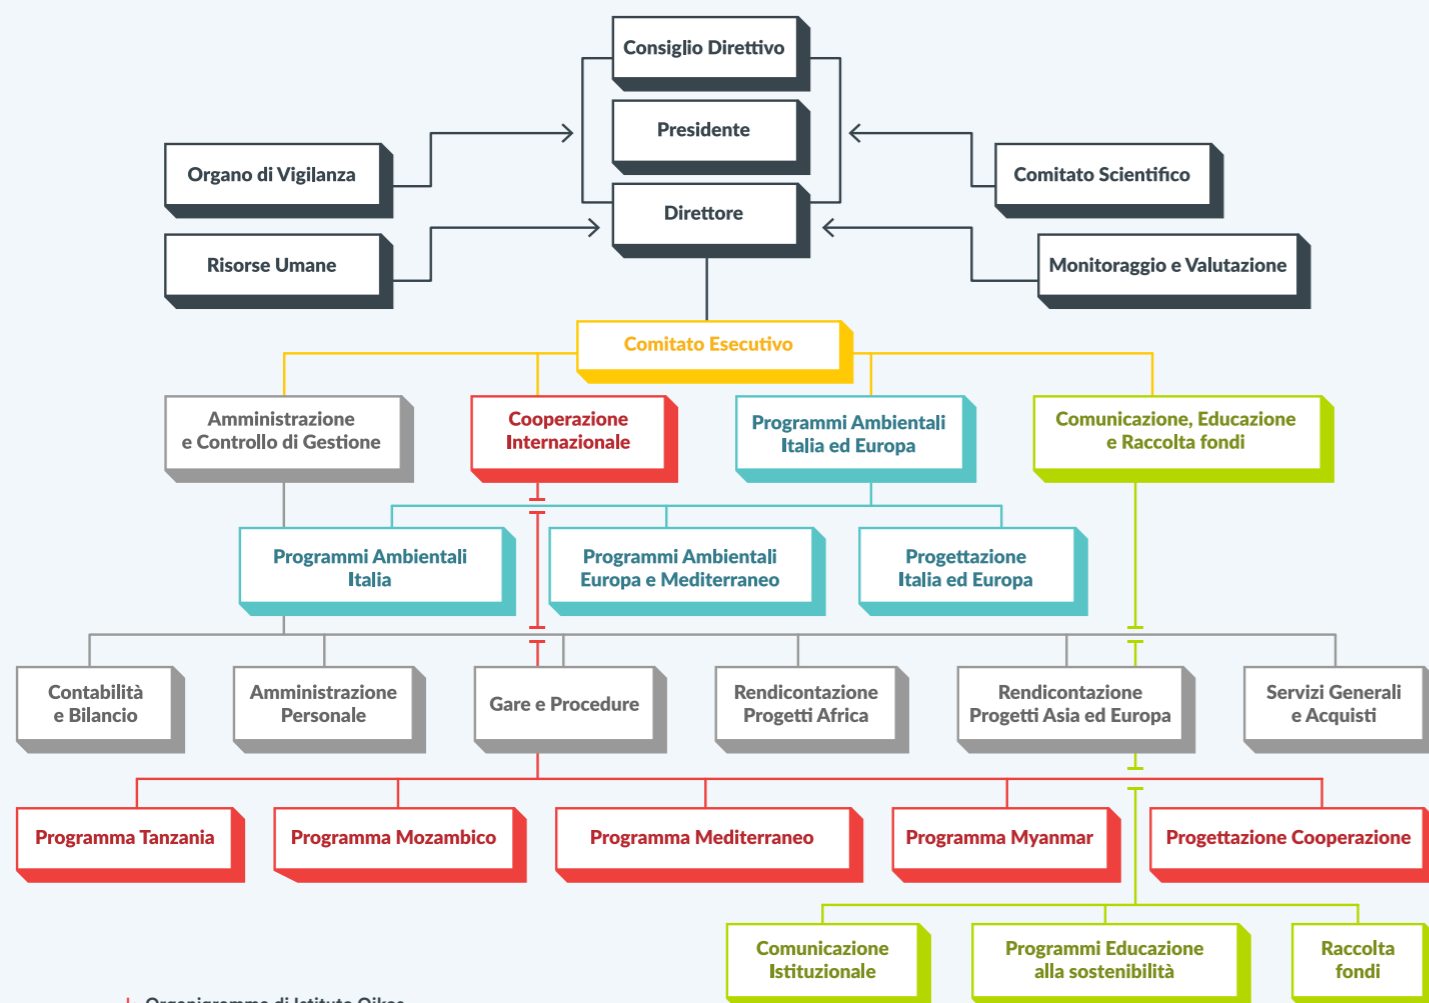 Consiglio Direttivo
Presidente
Organo di Vigilanza
Comitato Scientifico
Direttore
Risorse Umane
Monitoraggio e Valutazione
Comitato Esecutivo
Amministrazione
e Controllo di Gestione
Cooperazione
Internazionale
Programmi Ambientali
Italia ed Europa
Comunicazione, Educazione
e Raccolta fondi
Programmi Ambientali
Italia
Programmi Ambientali
Europa e Mediterraneo
Progettazione
Italia ed Europa
Contabilità
e Bilancio
Amministrazione
Personale
Gare e Procedure
Rendicontazione
Progetti Africa
Rendicontazione
Progetti Asia ed Europa
Servizi Generali
e Acquisti
Programma Tanzania
Programma Mozambico
Programma Mediterraneo
Programma Myanmar
Progettazione Cooperazione
Comunicazione
Istituzionale
Programmi Educazione
alla sostenibilità
Raccolta
fondi
Organigramma di Istituto Oikos